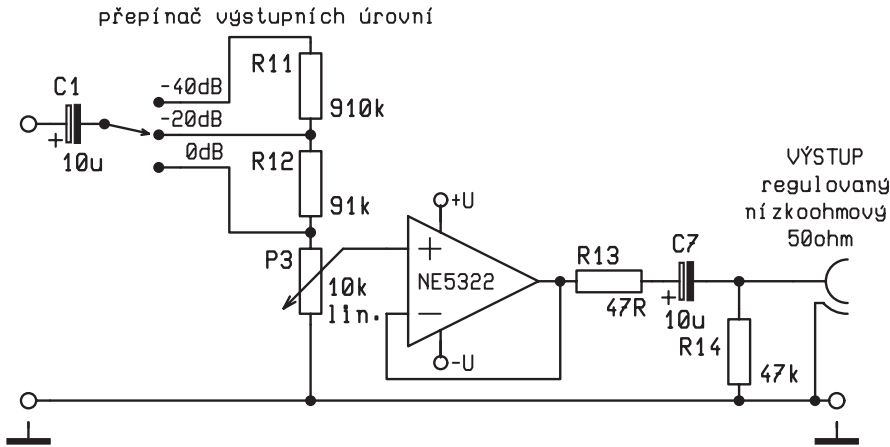 přepínač výstupních úrovní
R11
C1
-40dB
910k
-20dB
+
10u
0dB
R12
VÝSTUP
regulovaný
nízkoohmový
50ohm
91k
+U
P3
+
R13
C7
10k
lin.
NE5322
47R
+
10u
-
R14
-U
47k